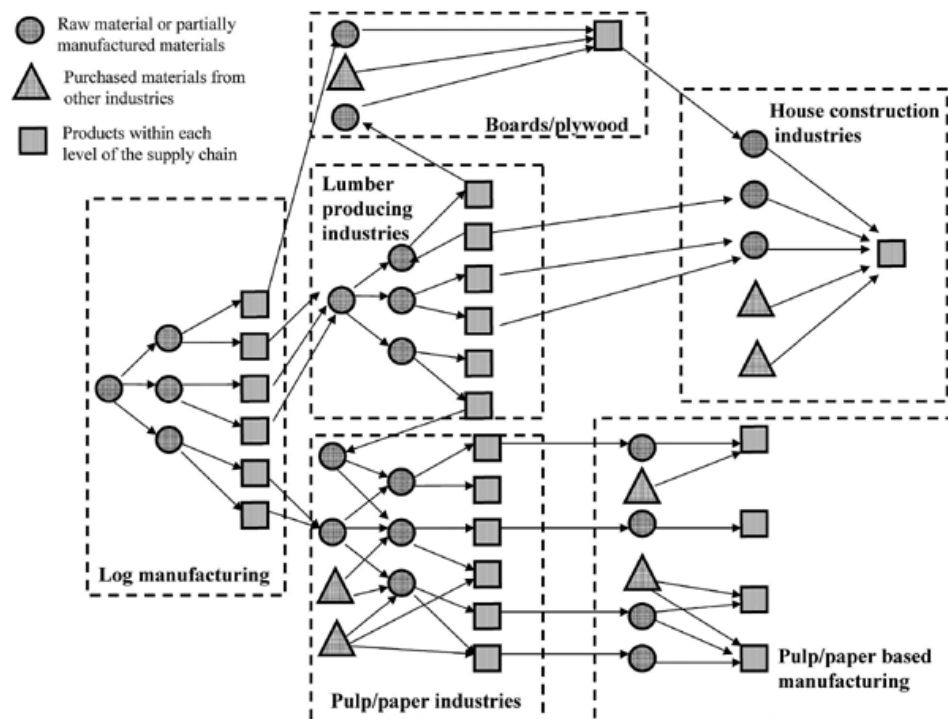 Raw material or partially
manufactured materials
Purchased materials from
other industries
Products within each
level of the supply chain
Boards/plywood
House construction
industries
Lumber
producing
industries
Log manufacturing
Pulp/paper industries
Pulp/paper based
manufacturing